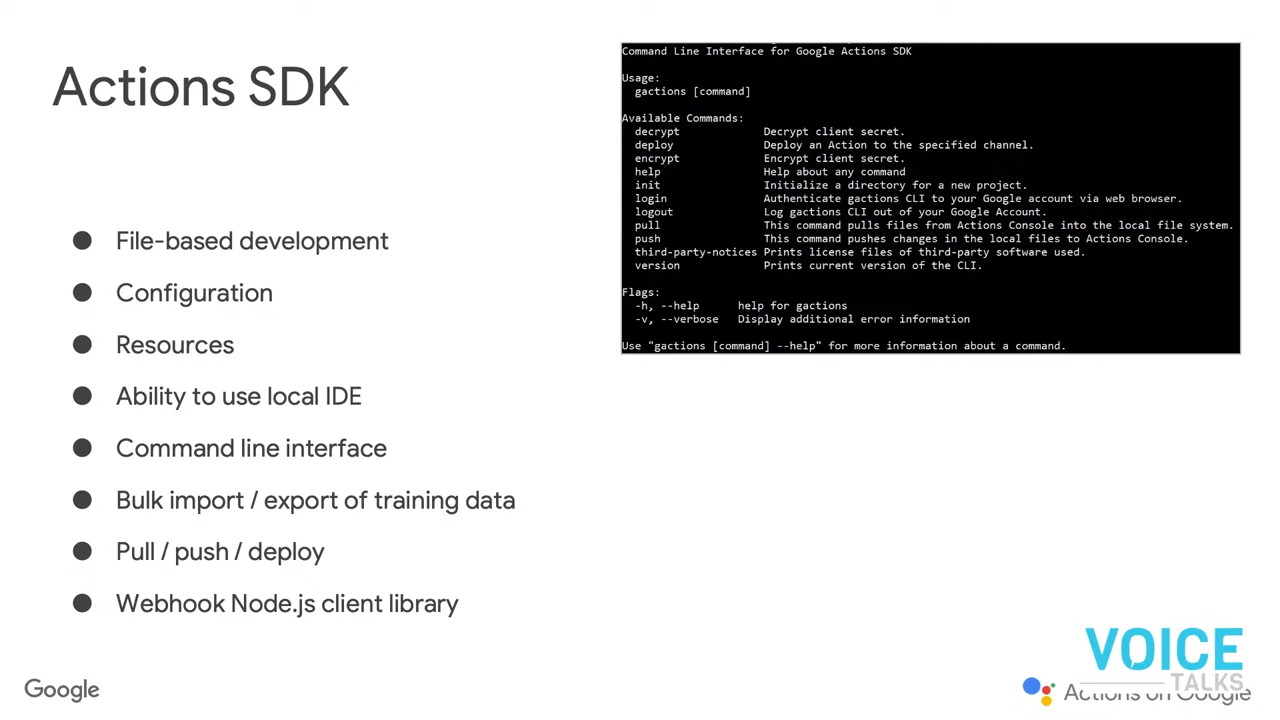 Actions SDK
● File-based development
● Configuration
● Resources
● Ability to use local IDE
● Command line interface
● Bulk import / export of training data
● Pull / push / deploy
● Webhook Node.js client library
Command Line Interface for Google Actions SDK
Usage:
gactions [command]
Available Commands:
decrypt Decrypt client secret.
deploy Deploy an Action to the specified channel.
encrypt Encrypt client secret.
help Help about any command
init Initialize a directory for a new project.
login Authenticate gactions CLI to your Google account via web browser.
logout Log gactions CLI out of your Google Account.
pull This command pulls files from Actions Console into the local file system.
push This command pushes changes in the local files to Actions Console.
third-party-notices Prints license files of third-party software used.
version Prints current version of the CLI.
Flags:
-h, --help help for gactions
-v, --verbose Display additional error information
Use "gactions [command] --help" for more information about a command.
Google
VOICE
TALKS
Actions on Google